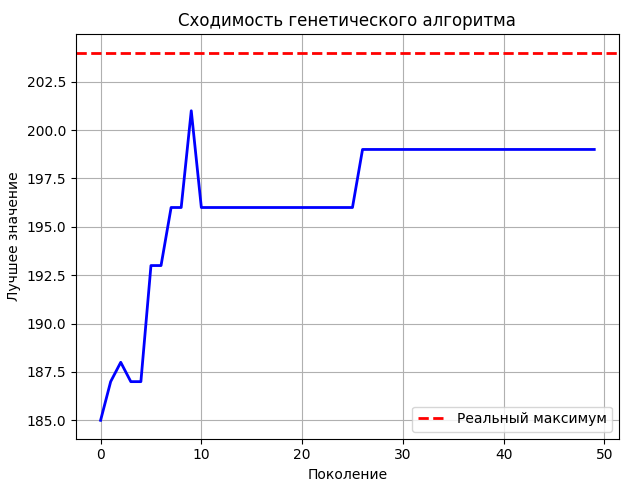 Сходимость генетического алгоритма
Лучшее значение
202.5
200.0
197.5
195.0
192.5
190.0
187.5
185.0
Реальный максимум
0 10 20 30 40 50
Поколение